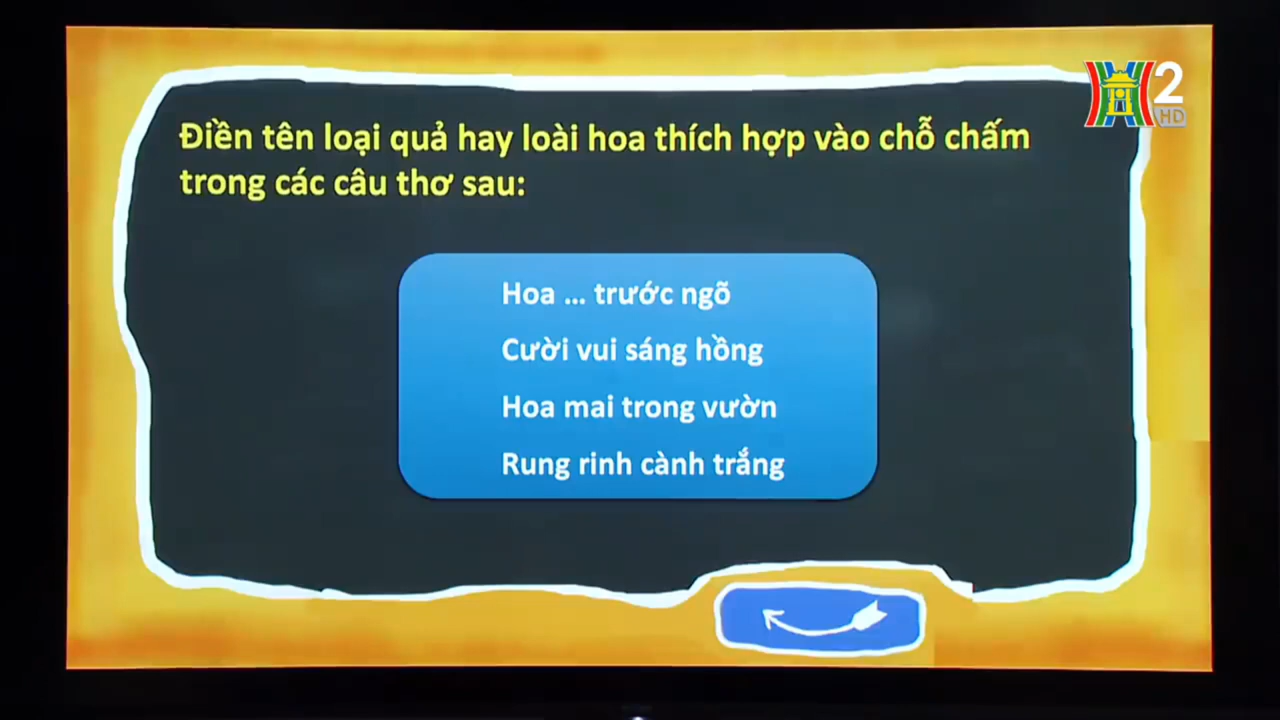 Điền tên loại quả hay loài hoa thích hợp vào chỗ chấm
trong các câu thơ sau:
Hoa ... trước ngõ
Cười vui sáng hồng
Hoa mai trong vườn
Rung rinh cành trắng
H2
HD